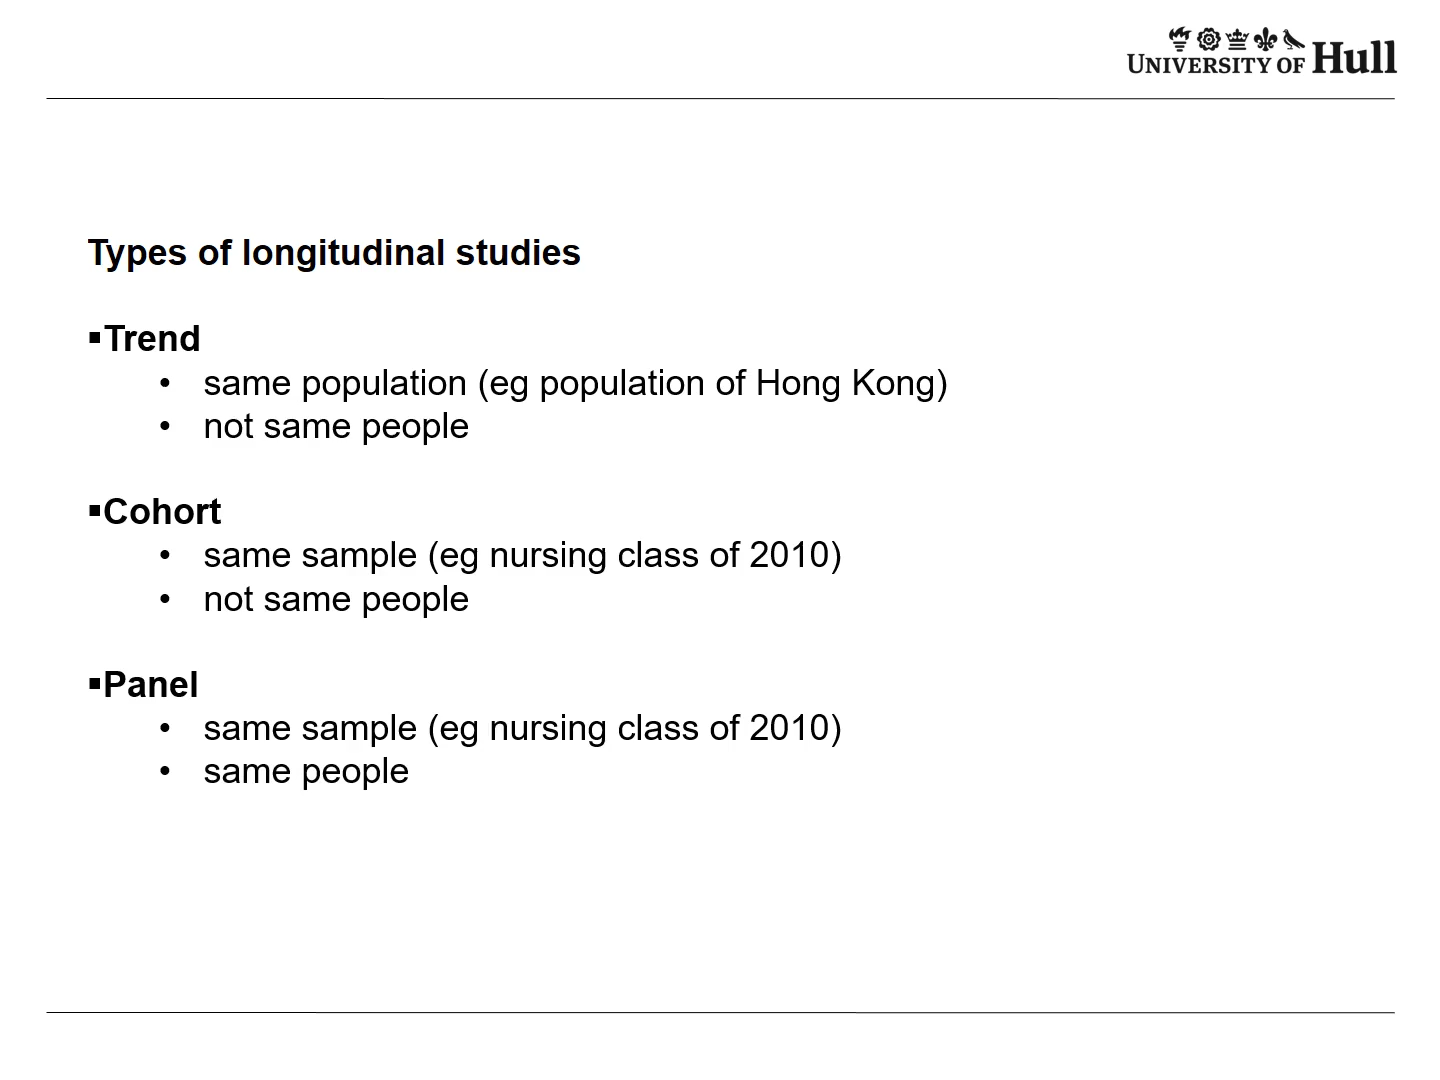 UNIVERSITY OF Hull
Types of longitudinal studies
▪Trend
• same population (eg population of Hong Kong)
• not same people
▪Cohort
• same sample (eg nursing class of 2010)
• not same people
▪Panel
• same sample (eg nursing class of 2010)
• same people